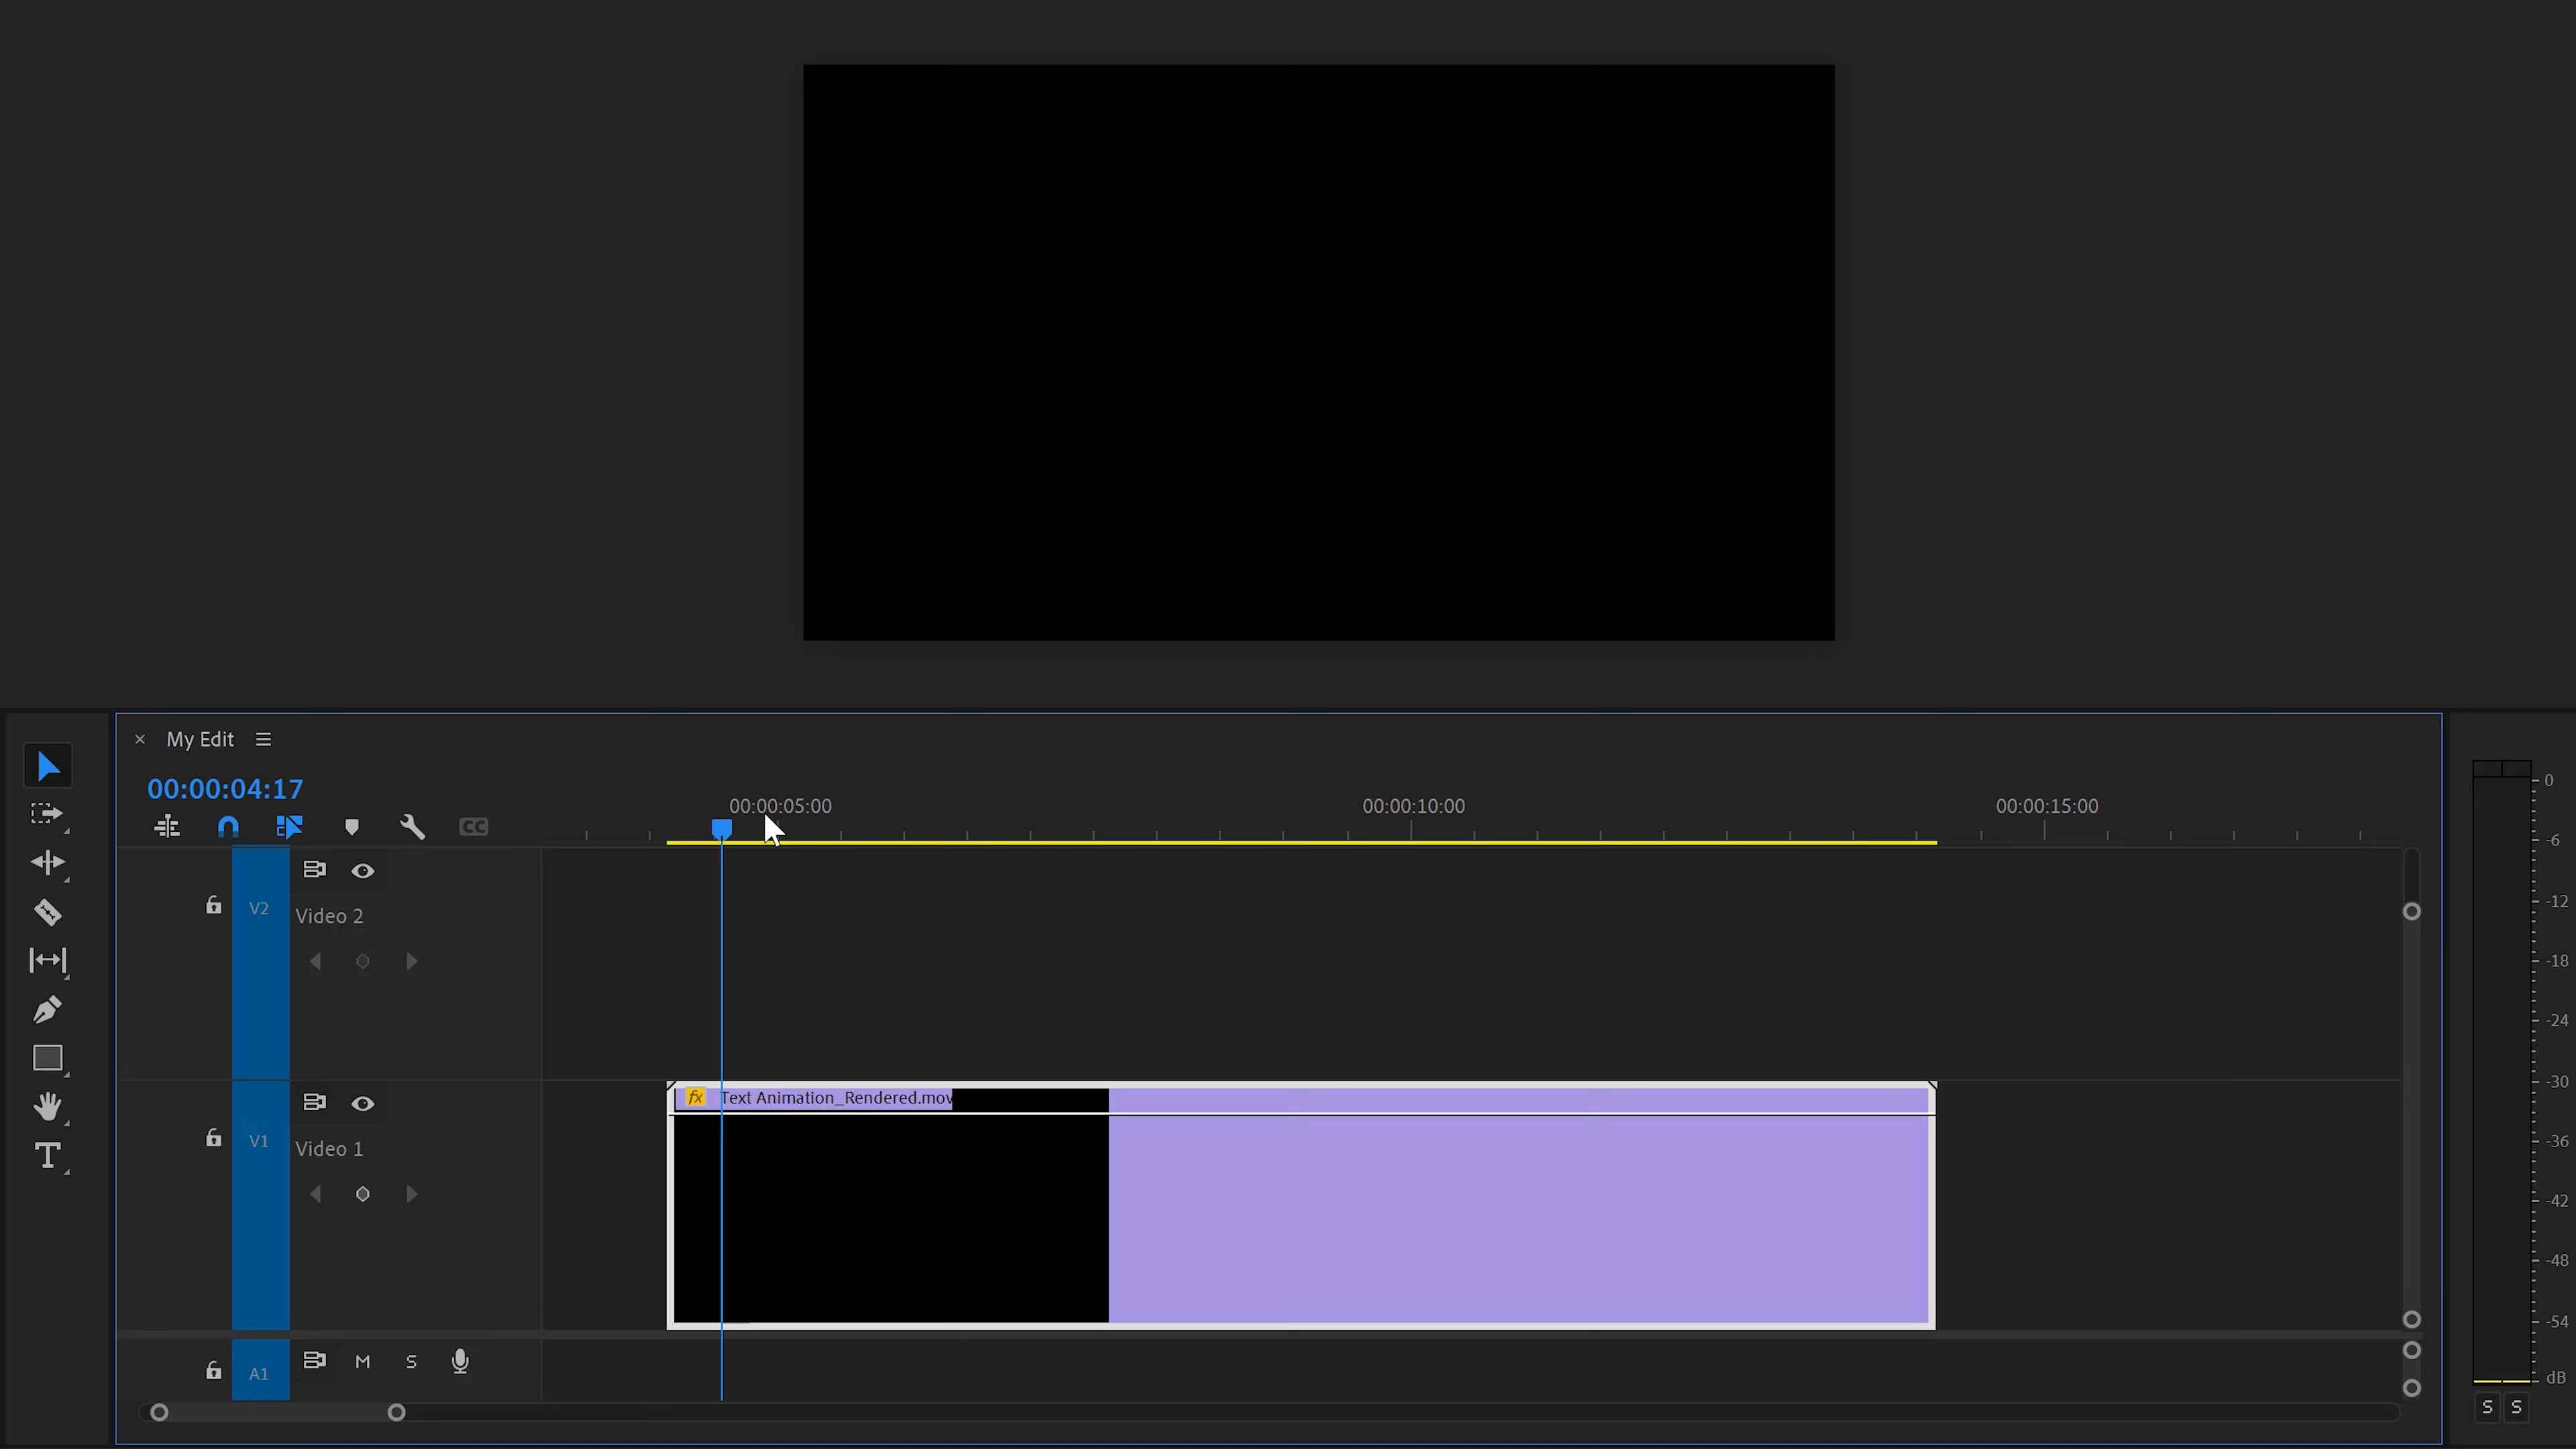 My Edit
00:00:04:17
00:00:05:00 00:00:10:00 00:00:15:00
CC
V2 Video 2
fx Text Animation_Rendered.mov
V1 Video 1
A1 M S
T
0
-6
-12
-18
-24
-30
-36
-42
-48
-54
dB
S S